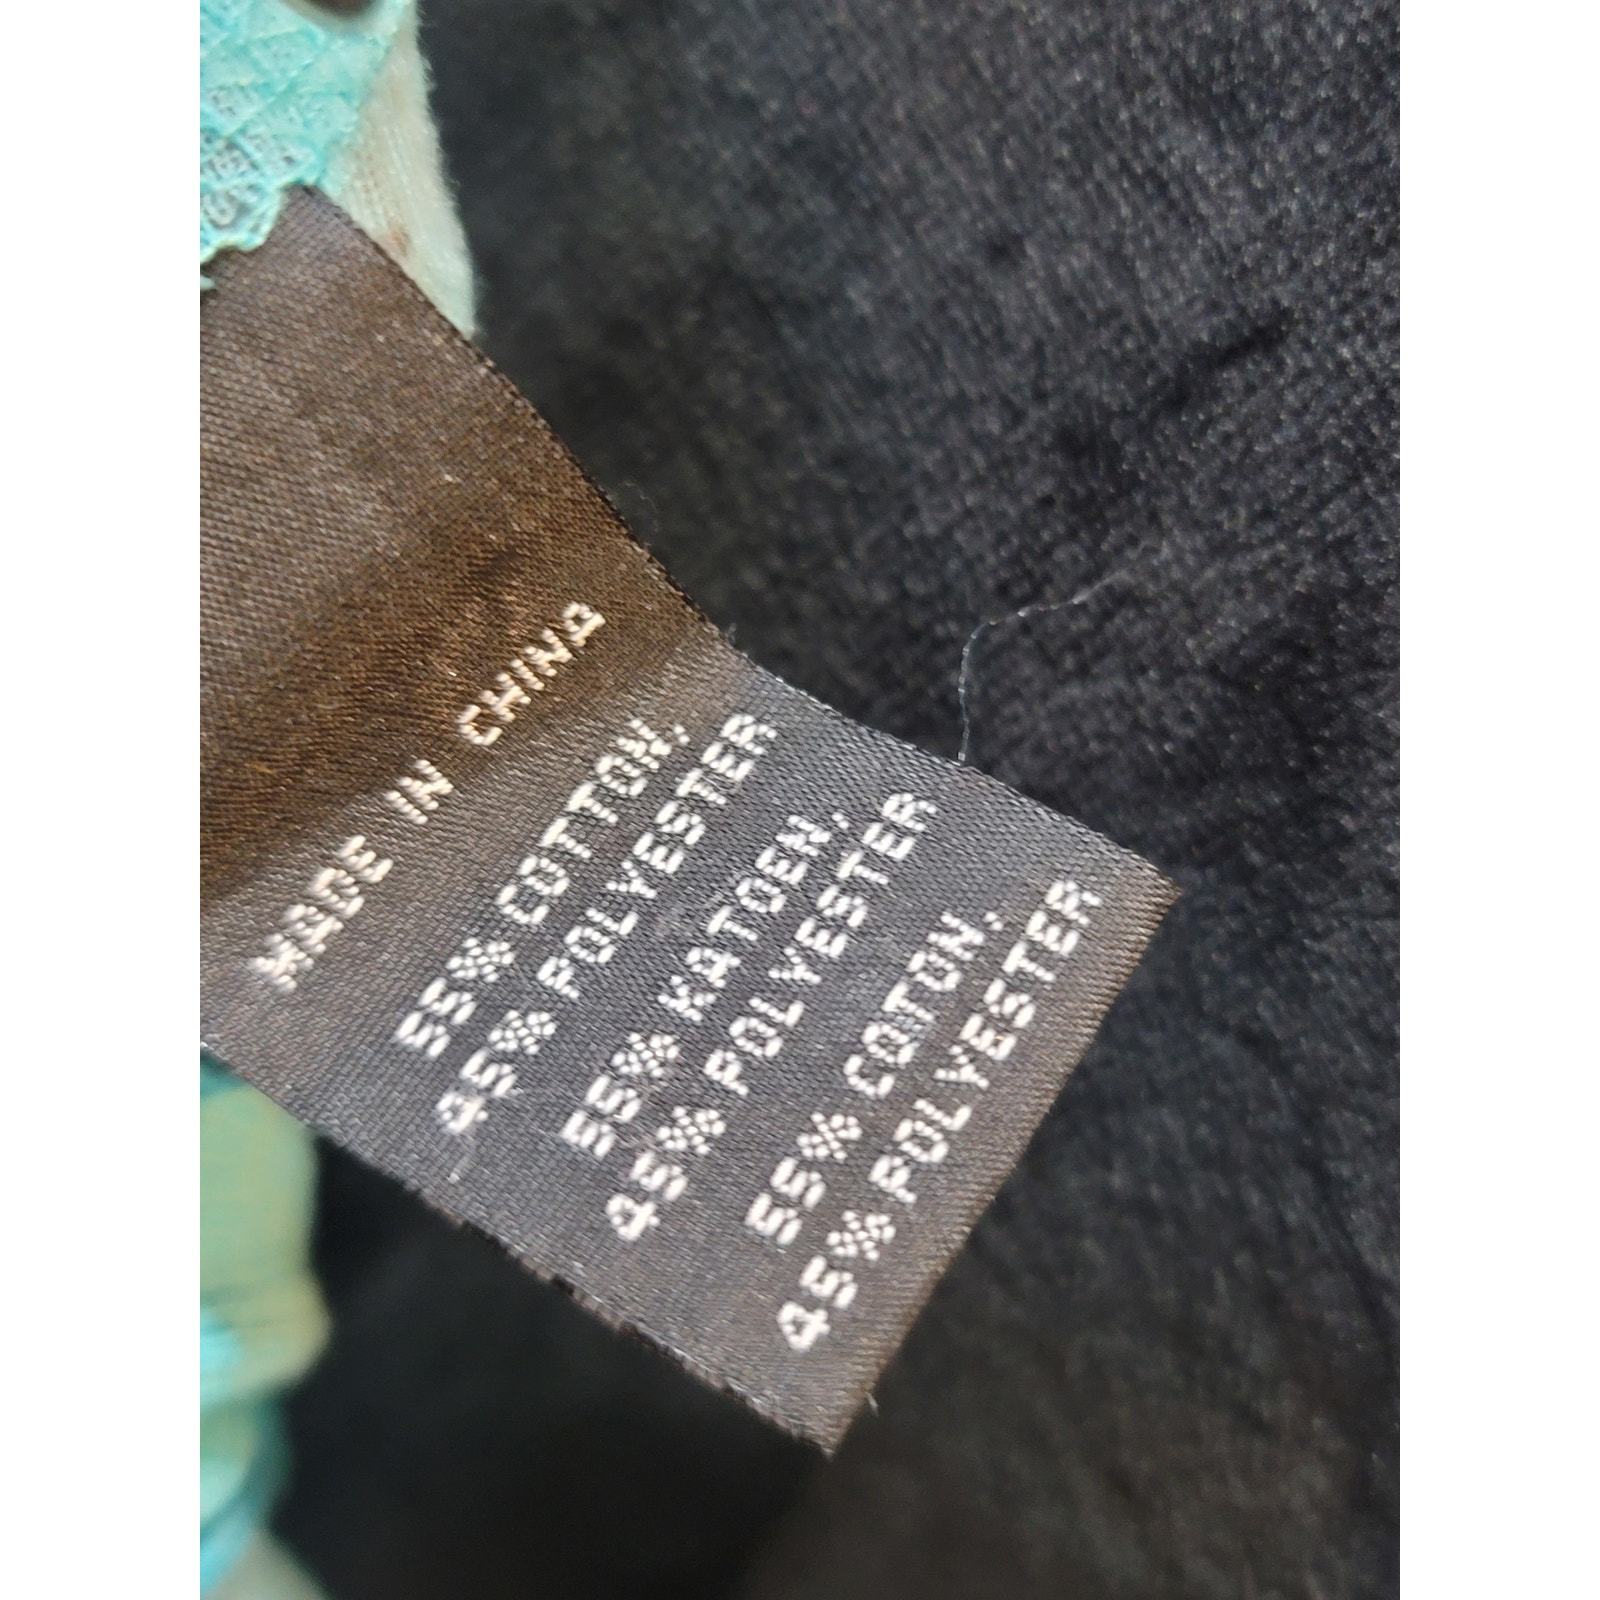 MADE IN CHINA
55% COTTON,
45% POLYESTER
55% KATOEN,
45% POLYESTER
55% COTON,
45% POLYESTER